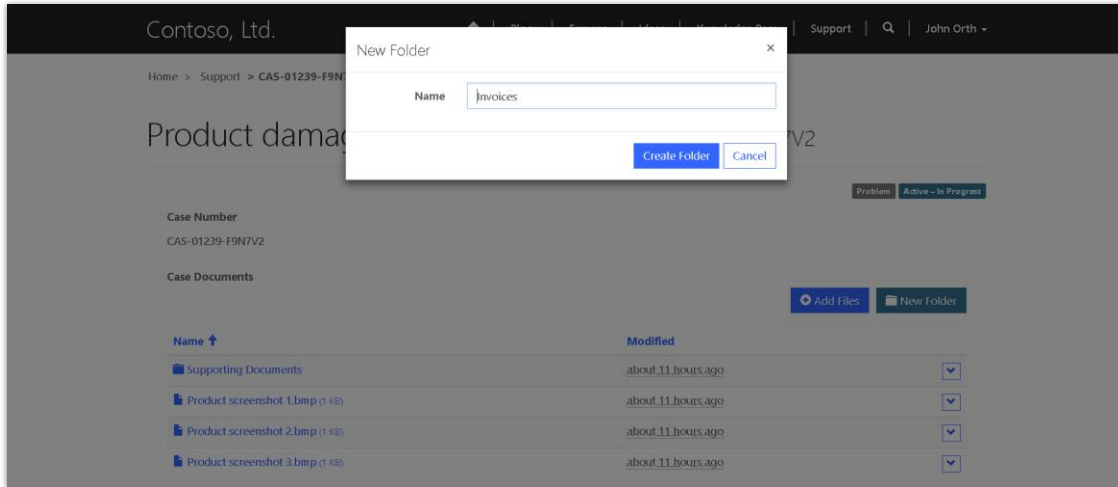 Contoso, Ltd.
Support | John Orth
New Folder ×
Home > Support > CAS-01239-F9N
Name Invoices
Product dama
V2
Create Folder Cancel
Problem Active – In Progress
Case Number
CAS-01239-F9N7V2
Case Documents
Add Files New Folder
Name Modified
Supporting Documents about 11 hours ago
Product screenshot 1.bmp (1 KB) about 11 hours ago
Product screenshot 2.bmp (1 KB) about 11 hours ago
Product screenshot 3.bmp (1 KB) about 11 hours ago